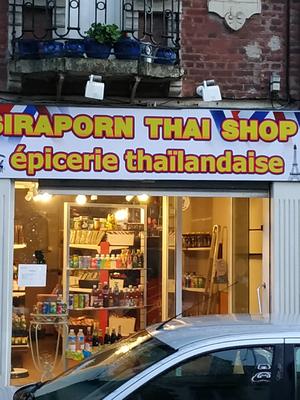 SIRAPORN THAI SHOP
épicerie thaïlandaise